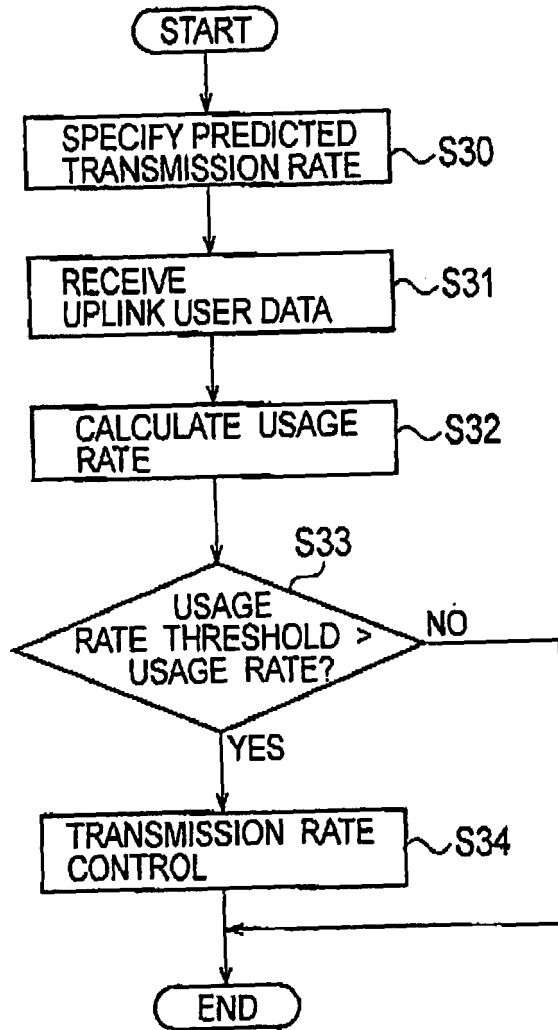 START
SPECIFY PREDICTED
TRANSMISSION RATE
S30
RECEIVE
UPLINK USER DATA
S31
CALCULATE USAGE
RATE
S32
S33
USAGE
RATE THRESHOLD >
USAGE RATE?
NO
YES
TRANSMISSION RATE
CONTROL
S34
END